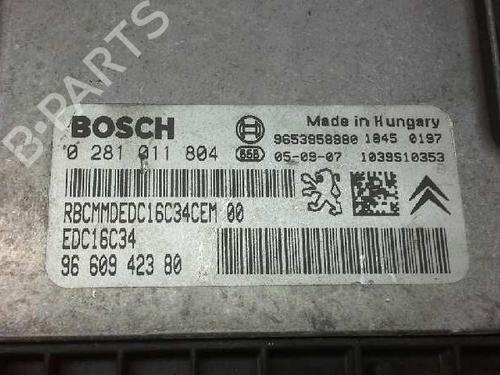 B-PARTS
BOSCH
Made in Hungary
0 281 011 804
656
9653958980 1045 0197
05-09-07 1039S10353
RBCMMDEDC16C34CEM 00
EDC16C34
96 609 423 80